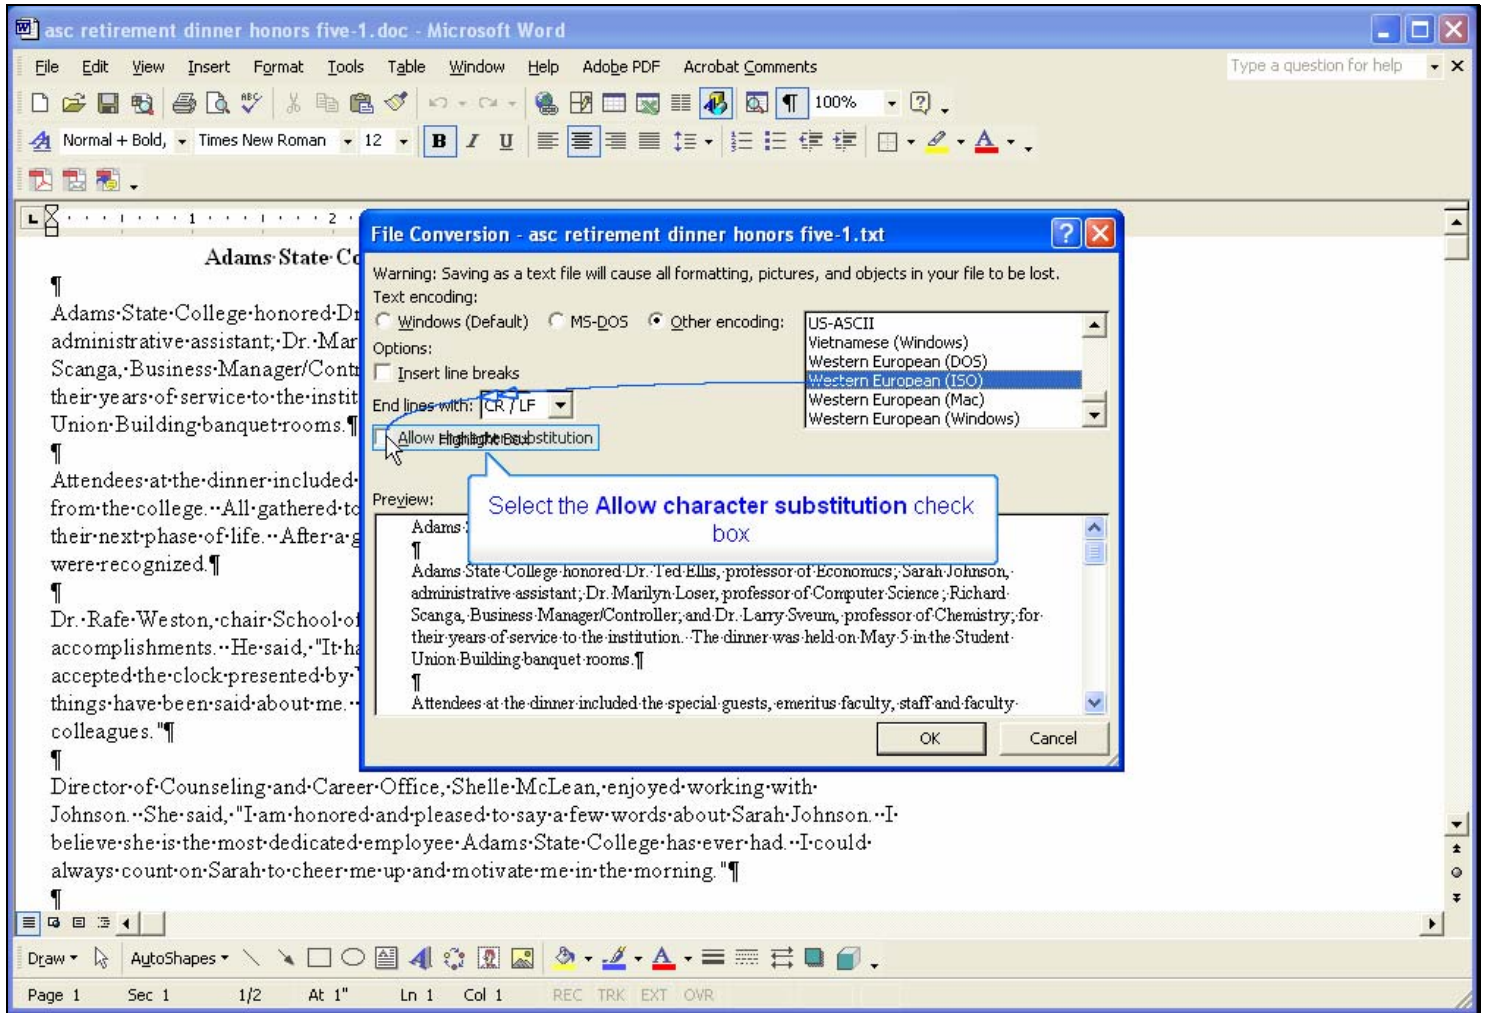 asc retirement dinner honors five-1.doc - Microsoft Word
File Edit View Insert Format Tools Table Window Help Adobe PDF Acrobat Comments Type a question for help
100%
Normal + Bold, Times New Roman 12 B I U
1 2
File Conversion - asc retirement dinner honors five-1.txt
Warning: Saving as a text file will cause all formatting, pictures, and objects in your file to be lost.
Text encoding:
Windows (Default) MS-DOS Other encoding:
US-ASCII
Vietnamese (Windows)
Western European (DOS)
Western European (ISO)
Western European (Mac)
Western European (Windows)
Options:
Insert line breaks
End lines with: CR / LF
Allow character substitution
Highlight Box
Select the Allow character substitution check
box
Preview:
Adams
¶
Adams·State·College·honored·Dr.·Ted·Ellis,·professor·of·Economics;·Sarah·Johnson,·
administrative·assistant;·Dr.·Marilyn·Loser,·professor·of·Computer·Science;·Richard·
Scanga,·Business·Manager/Controller;·and·Dr.·Larry·Sveum,·professor·of·Chemistry;·for·
their·years·of·service·to·the·institution.··The·dinner·was·held·on·May·5·in·the·Student·
Union·Building·banquet·rooms.¶
¶
Attendees·at·the·dinner·included·the·special·guests,·emeritus·faculty,·staff·and·faculty·
OK Cancel
Adams·State·Co
¶
Adams·State·College·honored·Dr
administrative·assistant;·Dr.·Mar
Scanga,·Business·Manager/Contr
their·years·of·service·to·the·instit
Union·Building·banquet·rooms.¶
¶
Attendees·at·the·dinner·included·
from·the·college.··All·gathered·to
their·next·phase·of·life.··After·a·g
were·recognized.¶
¶
Dr.·Rafe·Weston,·chair·School·of
accomplishments.··He·said,·"It·ha
accepted·the·clock·presented·by·
things·have·been·said·about·me.··
colleagues."¶
¶
Director·of·Counseling·and·Career·Office,·Shelle·McLean,·enjoyed·working·with·
Johnson.··She·said,·"I·am·honored·and·pleased·to·say·a·few·words·about·Sarah·Johnson.··I·
believe·she·is·the·most·dedicated·employee·Adams·State·College·has·ever·had.··I·could·
always·count·on·Sarah·to·cheer·me·up·and·motivate·me·in·the·morning."¶
¶
Draw AutoShapes
Page 1 Sec 1 1/2 At 1" Ln 1 Col 1 REC TRK EXT OVR